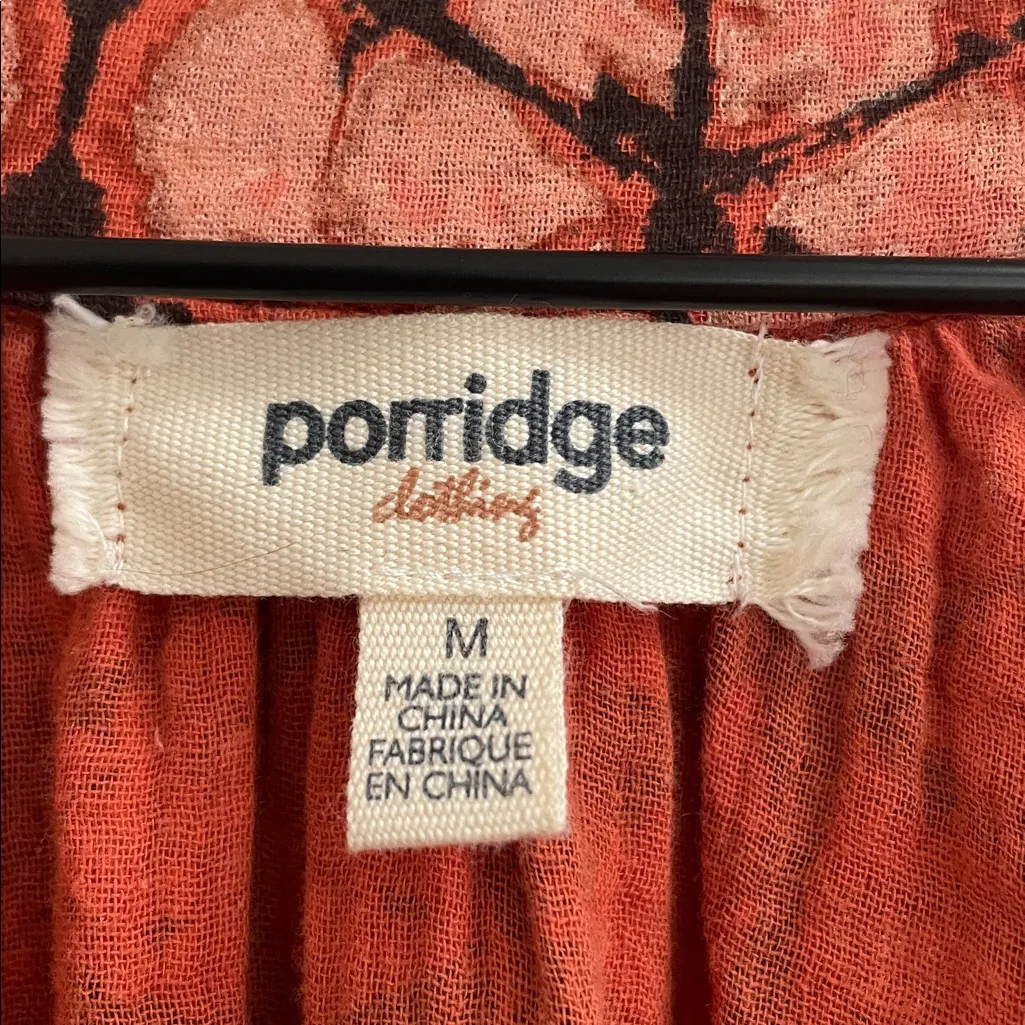 porridge
clothing
M
MADE IN
CHINA
FABRIQUE
EN CHINA